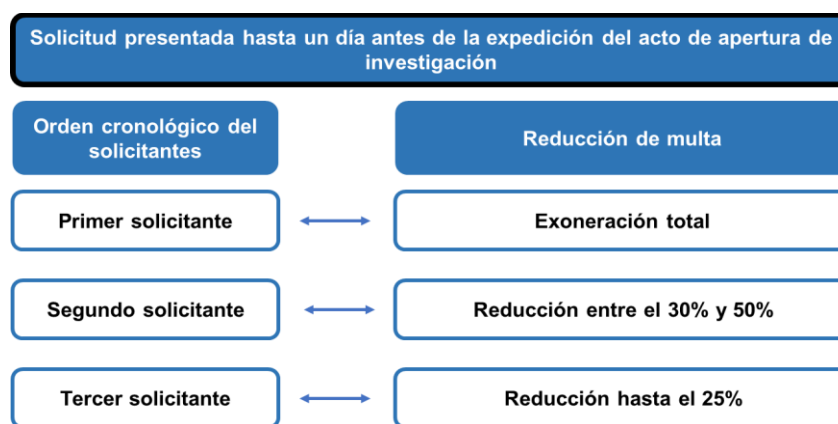 Solicitud presentada hasta un día antes de la expedición del acto de apertura de
investigación
Orden cronológico del
solicitantes
Reducción de multa
Primer solicitante
Exoneración total
Segundo solicitante
Reducción entre el 30% y 50%
Tercer solicitante
Reducción hasta el 25%